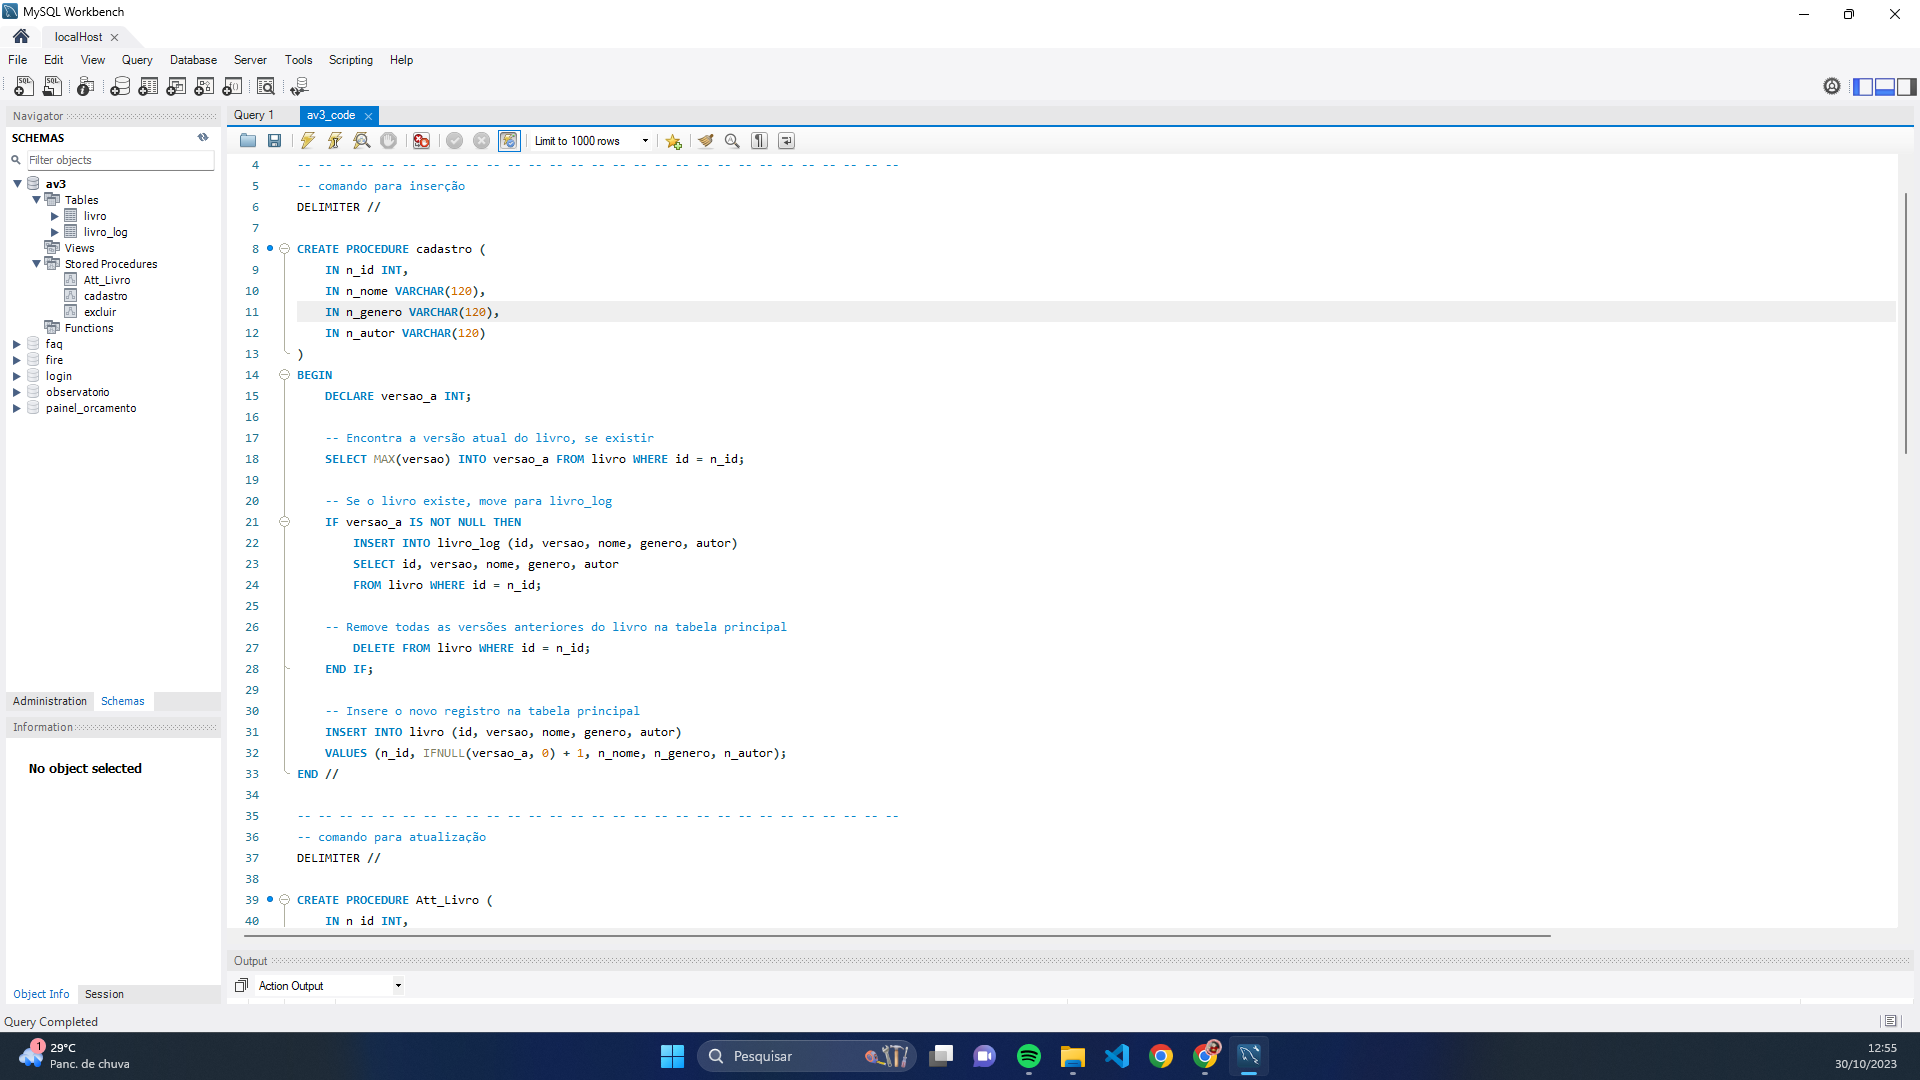 MySQL Workbench
localHost
File Edit View Query Database Server Tools Scripting Help
Navigator
SCHEMAS
Filter objects
av3
Tables
livro
livro_log
Views
Stored Procedures
Att_Livro
cadastro
excluir
Functions
faq
fire
login
observatorio
painel_orcamento
Administration Schemas
Information
No object selected
Object Info Session
Query 1 av3_code
Limit to 1000 rows
4 -- -- -- -- -- -- -- -- -- -- -- -- -- -- -- -- -- -- -- -- -- -- -- -- -- -- -- -- --
5 -- comando para inserção
6 DELIMITER //
7
8 CREATE PROCEDURE cadastro (
9 IN n_id INT,
10 IN n_nome VARCHAR(120),
11 IN n_genero VARCHAR(120),
12 IN n_autor VARCHAR(120)
13 )
14 BEGIN
15 DECLARE versao_a INT;
16
17 -- Encontra a versão atual do livro, se existir
18 SELECT MAX(versao) INTO versao_a FROM livro WHERE id = n_id;
19
20 -- Se o livro existe, move para livro_log
21 IF versao_a IS NOT NULL THEN
22 INSERT INTO livro_log (id, versao, nome, genero, autor)
23 SELECT id, versao, nome, genero, autor
24 FROM livro WHERE id = n_id;
25
26 -- Remove todas as versões anteriores do livro na tabela principal
27 DELETE FROM livro WHERE id = n_id;
28 END IF;
29
30 -- Insere o novo registro na tabela principal
31 INSERT INTO livro (id, versao, nome, genero, autor)
32 VALUES (n_id, IFNULL(versao_a, 0) + 1, n_nome, n_genero, n_autor);
33 END //
34
35 -- -- -- -- -- -- -- -- -- -- -- -- -- -- -- -- -- -- -- -- -- -- -- -- -- -- -- -- --
36 -- comando para atualização
37 DELIMITER //
38
39 CREATE PROCEDURE Att_Livro (
40 IN n_id INT,
Output
Action Output
Query Completed
1
29°C
Panc. de chuva
Pesquisar
12:55
30/10/2023